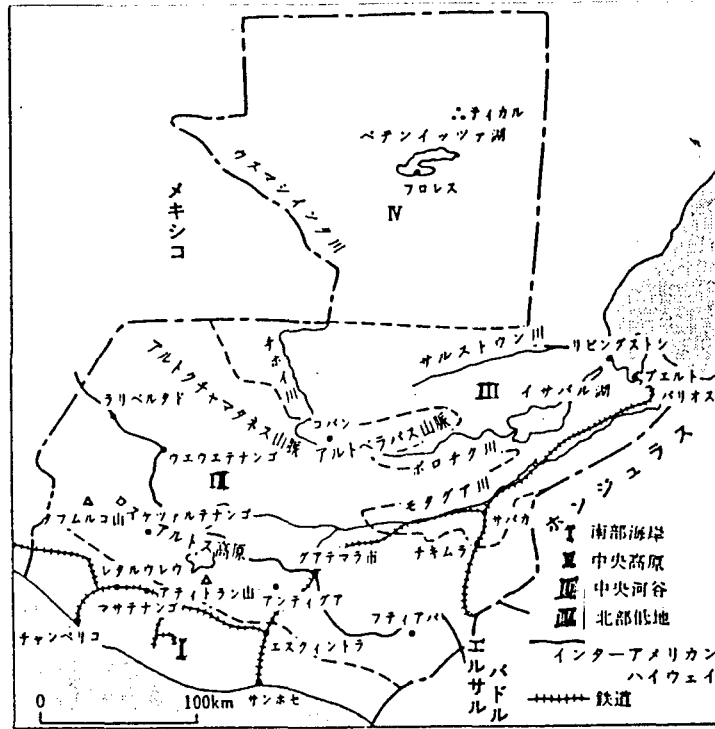 ティカル
ペテンイッツァ湖
フロレス
Ⅳ
ウスマシインタ川
メキシコ
サルストウン川
リビングストン
プエルト
バリオス
イサバル湖
Ⅲ
チホイ川
アルトクチャマタネス山脈
コバン
アルトベラパス山脈
ポロチク川
ラリベルタド
ウエウエテナンゴ
Ⅱ
モタグア川
ホンジュラス
サカパ
タフムルコ山
ケツァルテナンゴ
アルトス高原
グアテマラ市
チキムラ
レタルウレウ
アティトラン山
マサテナンゴ
アンティグア
フティアパ
チャンペリコ
エスクィントラ
Ⅰ
エルサル
バドル
サンホセ
0 100km
Ⅰ 南部海岸
Ⅱ 中央高原
Ⅲ 中央河谷
Ⅳ 北部低地
インターアメリカン
ハイウェイ
鉄道